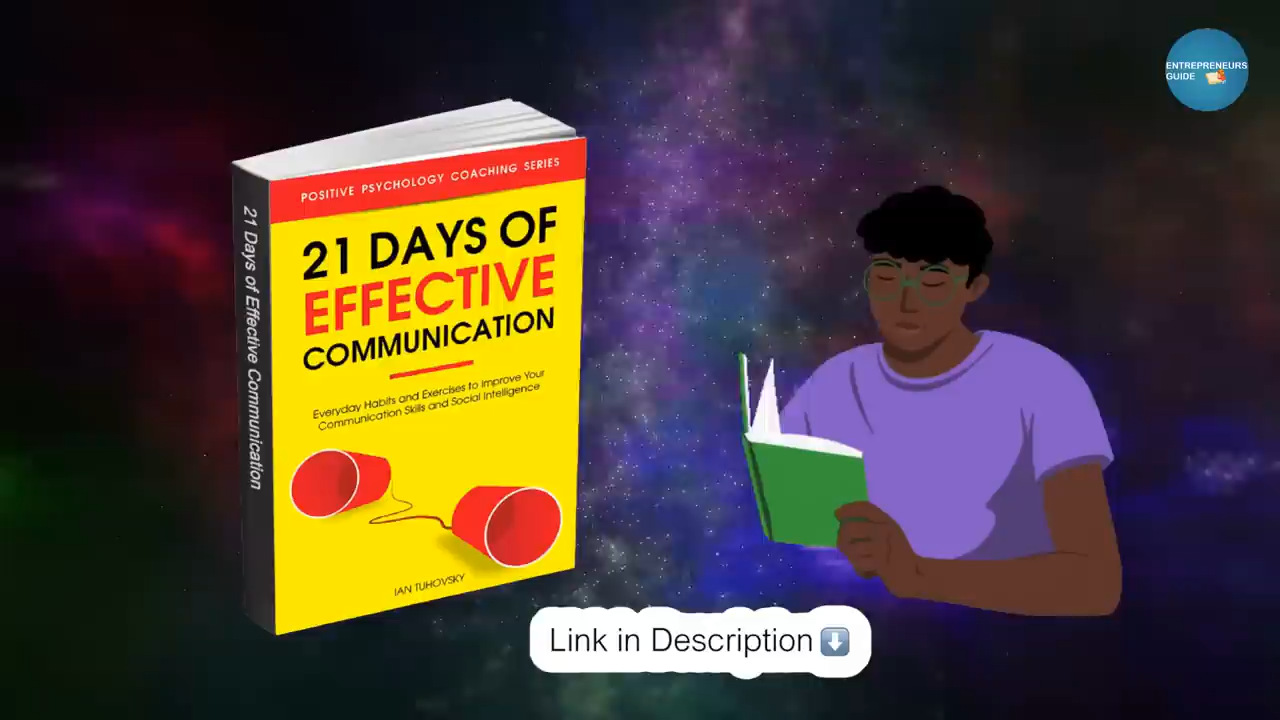 ENTREPRENEURS
GUIDE
POSITIVE PSYCHOLOGY COACHING SERIES
21 DAYS OF
EFFECTIVE
COMMUNICATION
Everyday Habits and Exercises to Improve Your
Communication Skills and Social Intelligence
IAN TUHOVSKY
21 Days of Effective Communication
Link in Description ⬇️